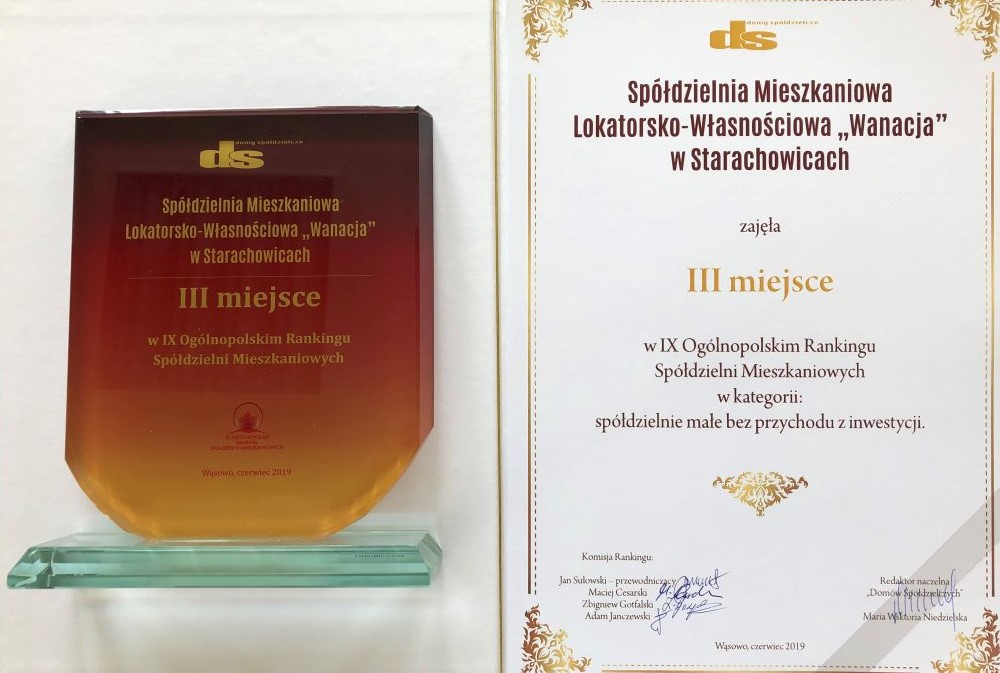 ds
domy spółdzielcze
Spółdzielnia Mieszkaniowa
Lokatorsko-Własnościowa „Wanacja”
w Starachowicach
III miejsce
w IX Ogólnopolskim Rankingu
Spółdzielni Mieszkaniowych
SPÓŁDZIELNI MIESZKANIOWYCH
Wąsowo, czerwiec 2019
ds
domy spółdzielcze
Spółdzielnia Mieszkaniowa
Lokatorsko-Własnościowa „Wanacja”
w Starachowicach
zajęła
III miejsce
w IX Ogólnopolskim Rankingu
Spółdzielni Mieszkaniowych
w kategorii:
spółdzielnie małe bez przychodu z inwestycji.
Komisja Rankingu:
Jan Sułowski – przewodniczący
Maciej Cesarski
Zbigniew Gotfalski
Adam Janczewski
Redaktor naczelna
„Domów Spółdzielczych”
Maria Wiktoria Niedzielska
Wąsowo, czerwiec 2019